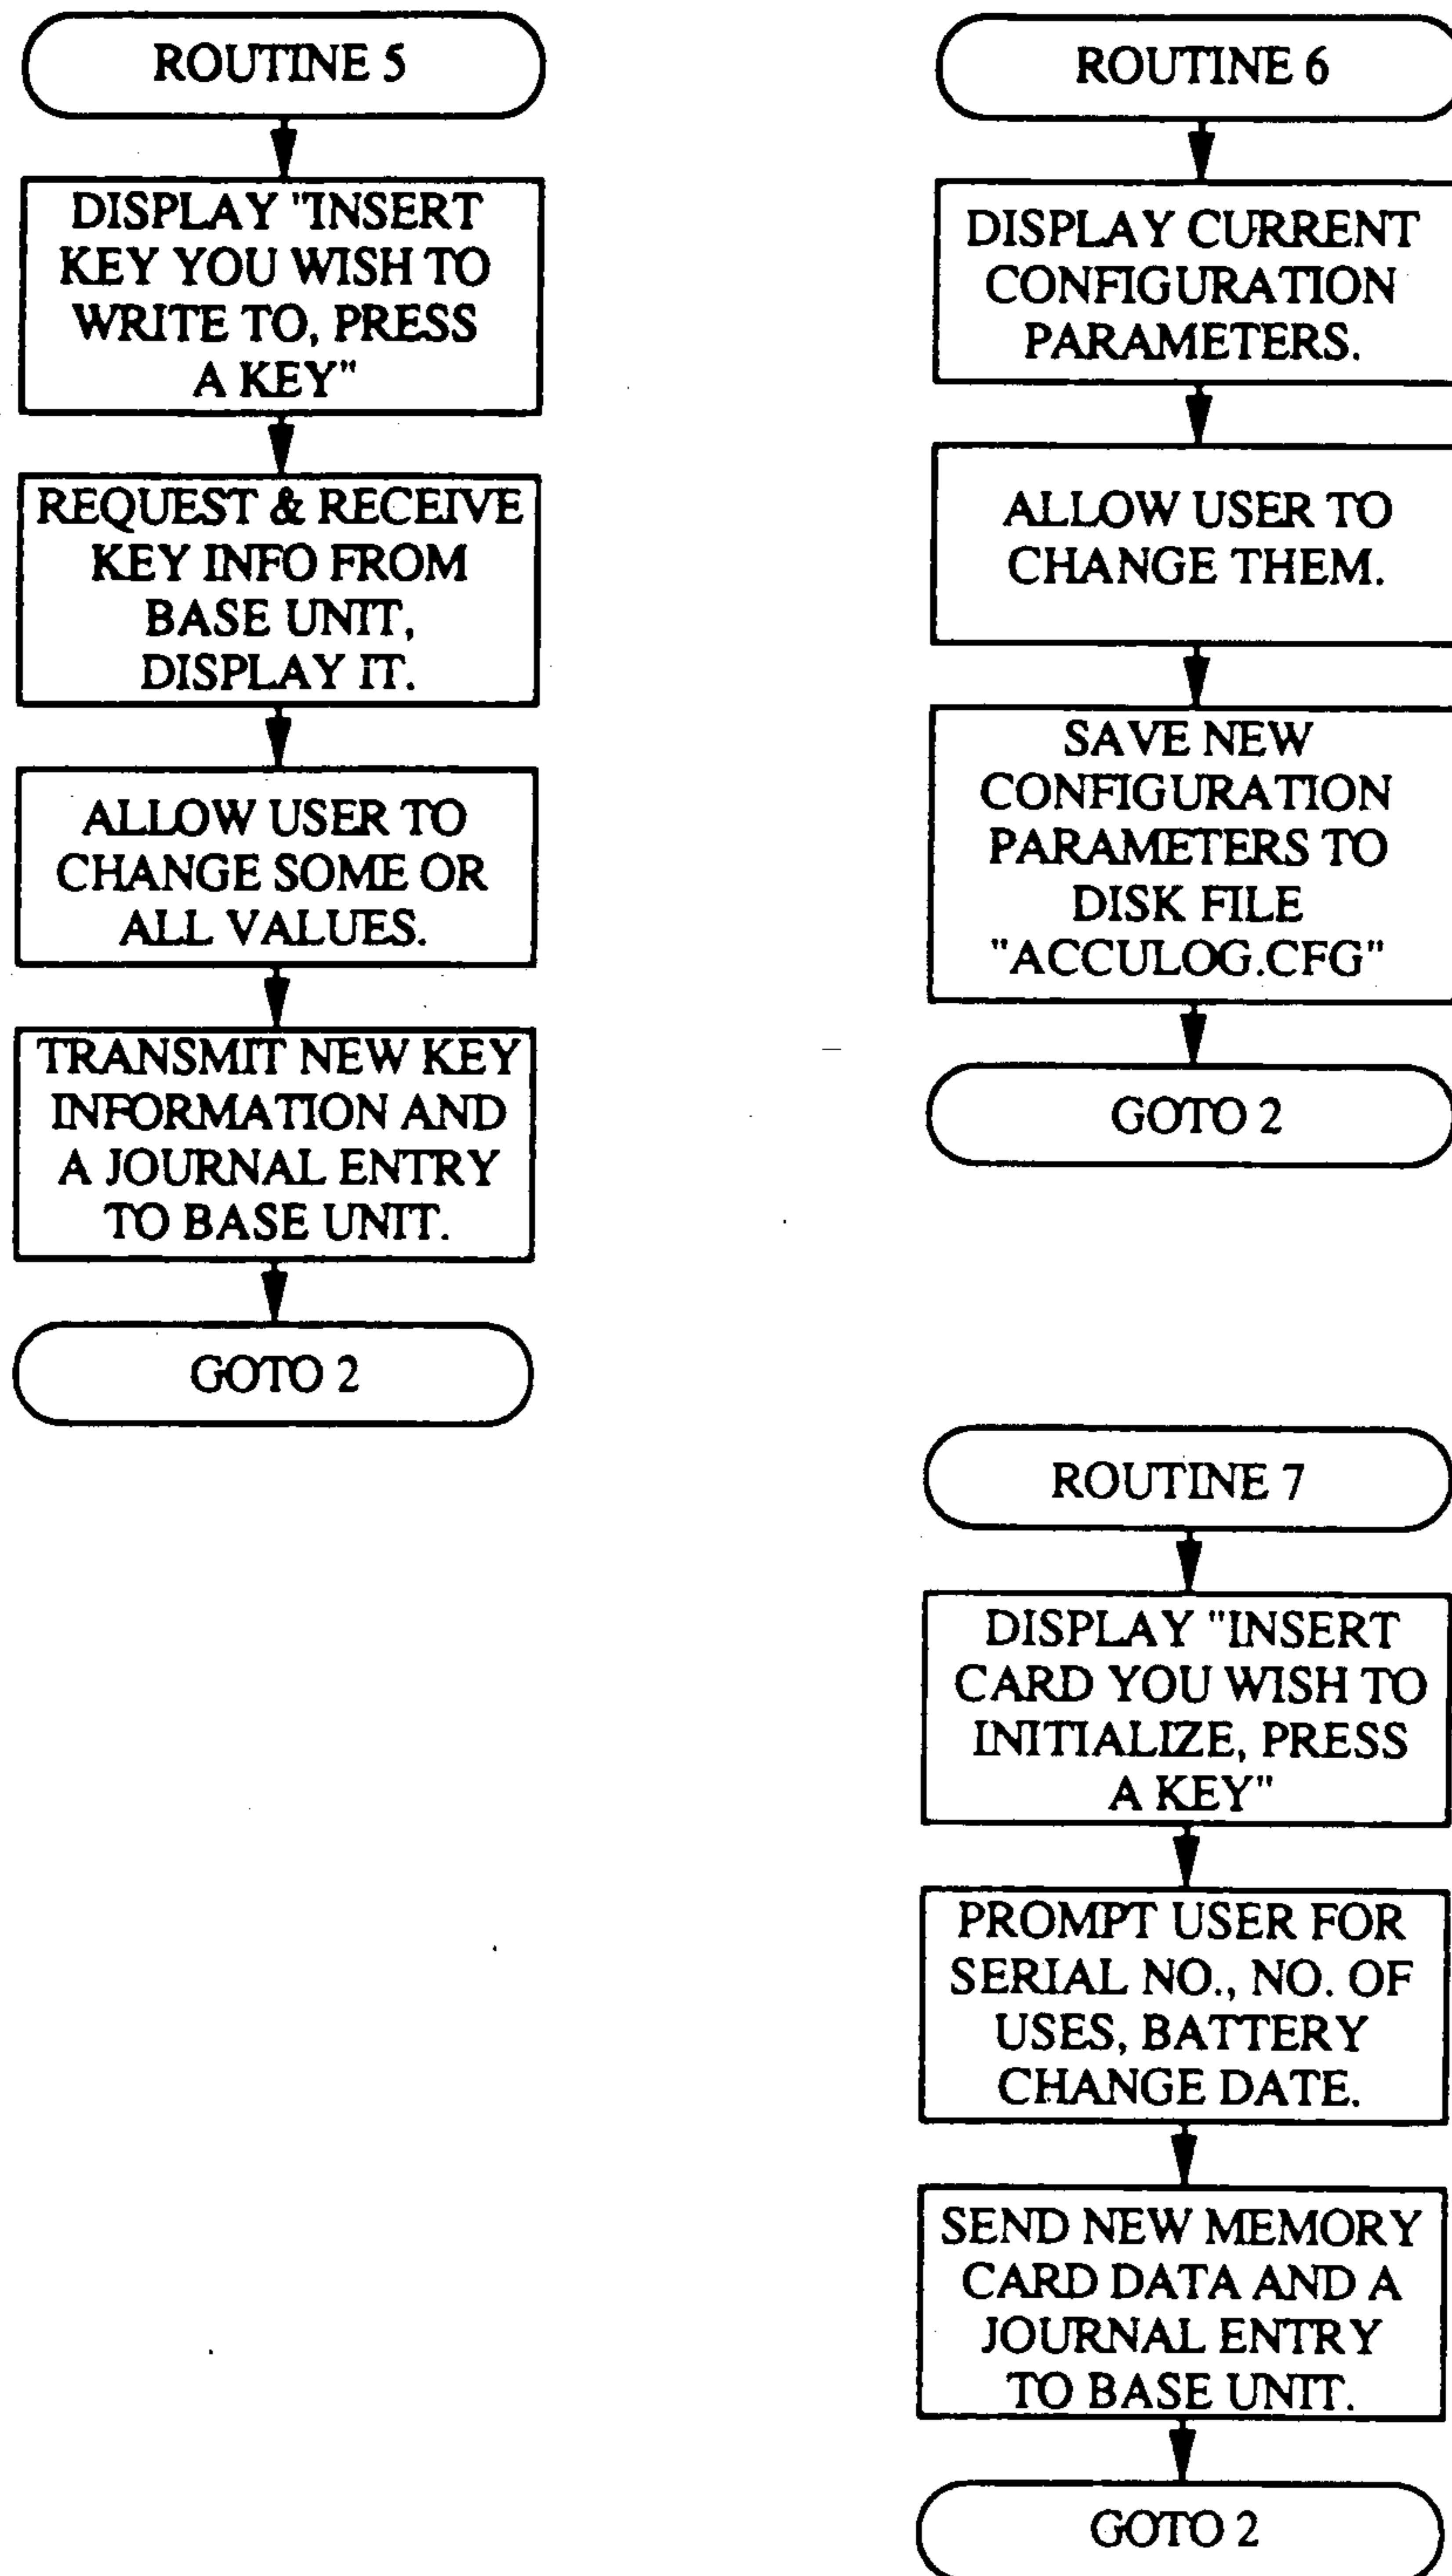 ROUTINE 5
DISPLAY "INSERT
KEY YOU WISH TO
WRITE TO, PRESS
A KEY"
REQUEST & RECEIVE
KEY INFO FROM
BASE UNIT,
DISPLAY IT.
ALLOW USER TO
CHANGE SOME OR
ALL VALUES.
TRANSMIT NEW KEY
INFORMATION AND
A JOURNAL ENTRY
TO BASE UNIT.
GOTO 2
ROUTINE 6
DISPLAY CURRENT
CONFIGURATION
PARAMETERS.
ALLOW USER TO
CHANGE THEM.
SAVE NEW
CONFIGURATION
PARAMETERS TO
DISK FILE
"ACCULOG.CFG"
GOTO 2
ROUTINE 7
DISPLAY "INSERT
CARD YOU WISH TO
INITIALIZE, PRESS
A KEY"
PROMPT USER FOR
SERIAL NO., NO. OF
USES, BATTERY
CHANGE DATE.
SEND NEW MEMORY
CARD DATA AND A
JOURNAL ENTRY
TO BASE UNIT.
GOTO 2